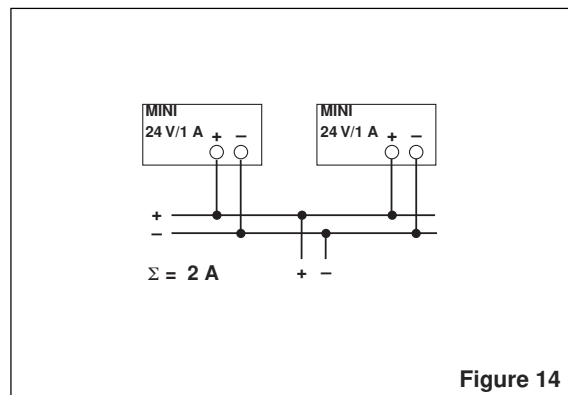 MINI
24 V/1 A + –
MINI
24 V/1 A + –
+
–
Σ = 2 A
+ –
Figure 14